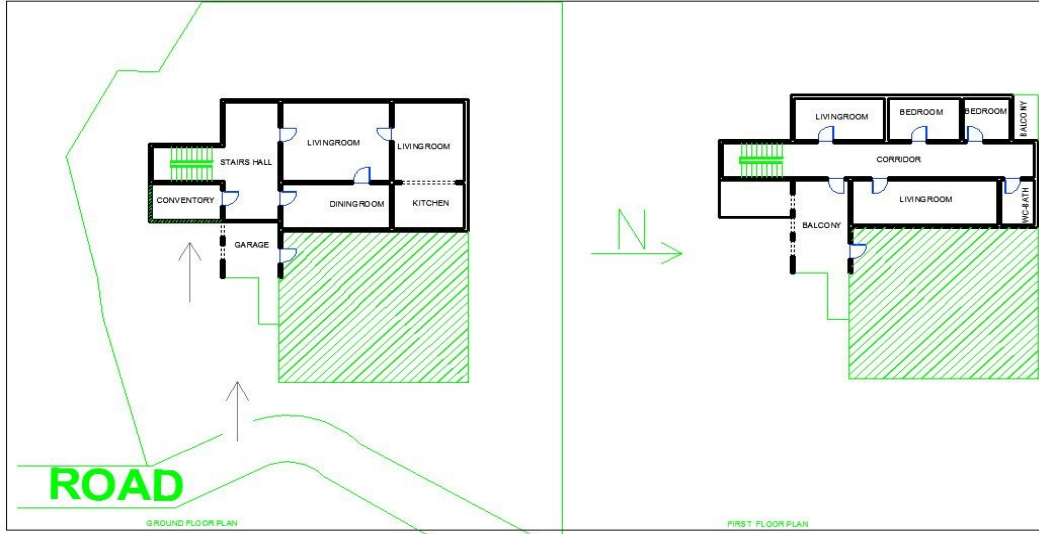 LIVINGROOM
LIVINGROOM
STAIRS HALL
CONVENTORY
DININGROOM
KITCHEN
GARAGE
ROAD
GROUND FLOOR PLAN
LIVINGROOM
BEDROOM
BEDROOM
BALCONY
CORRIDOR
LIVINGROOM
WC-BATH
BALCONY
N
FIRST FLOOR PLAN